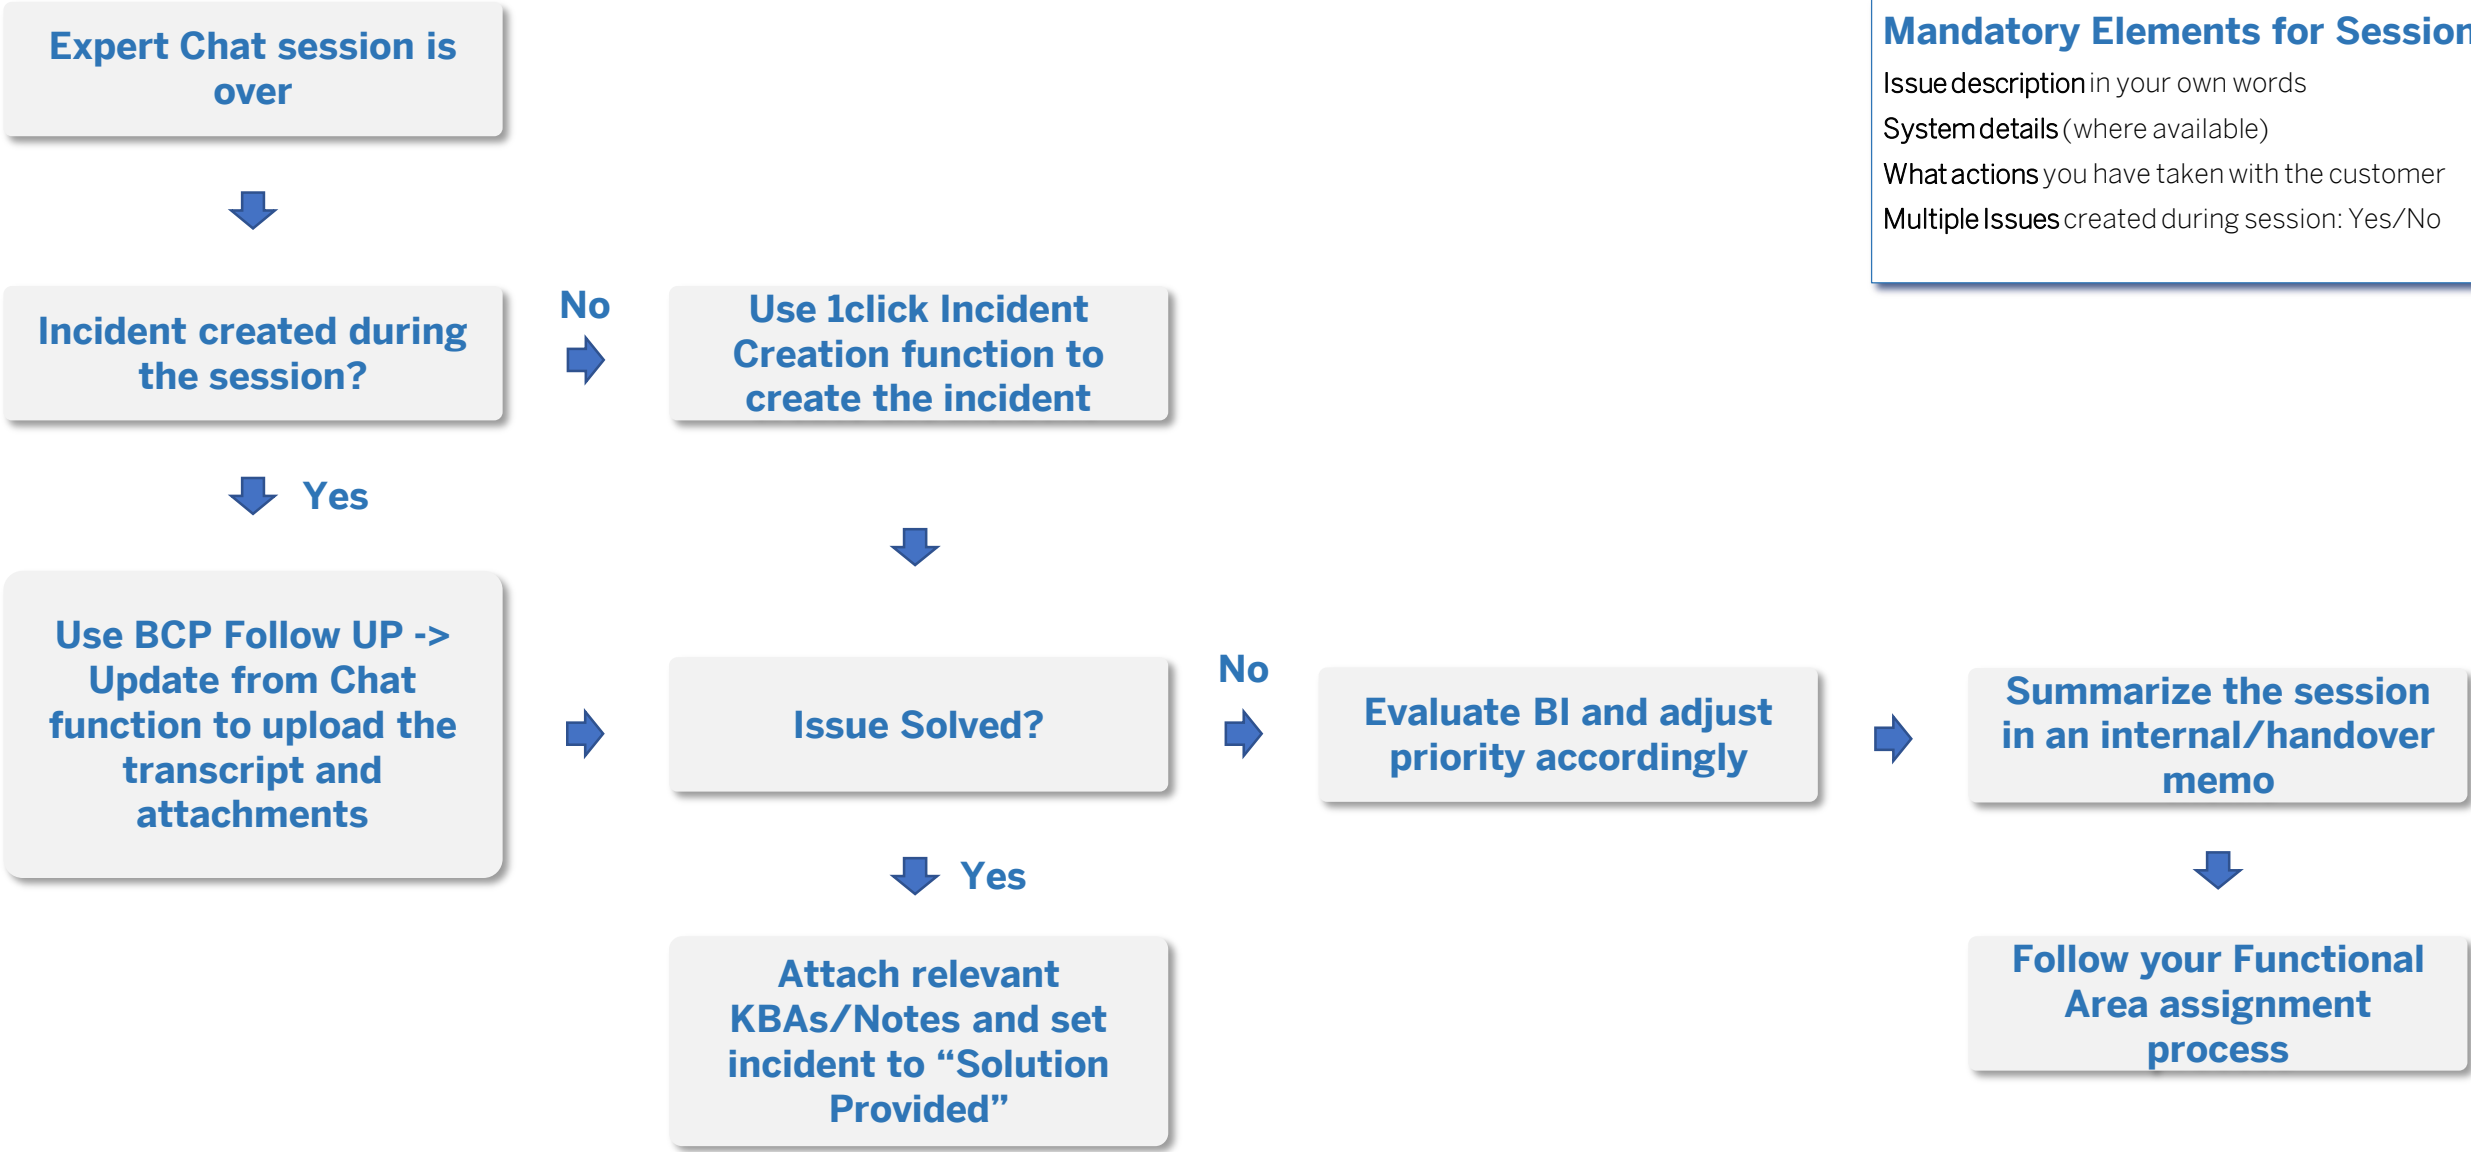 Expert Chat session is
over
Mandatory Elements for Session
Issue description in your own words
System details (where available)
What actions you have taken with the customer
Multiple Issues created during session: Yes/No
Incident created during
the session?
No
Use 1click Incident
Creation function to
create the incident
Yes
Use BCP Follow UP ->
Update from Chat
function to upload the
transcript and
attachments
Issue Solved?
No
Evaluate BI and adjust
priority accordingly
Summarize the session
in an internal/handover
memo
Yes
Attach relevant
KBAs/Notes and set
incident to “Solution
Provided”
Follow your Functional
Area assignment
process